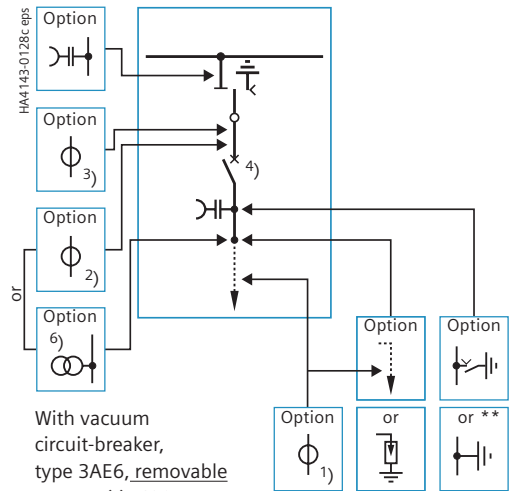 HA4143-0128c eps
Option
Option
3)
4)
Option
2)
or
Option
6)
Option
Option
With vacuum
circuit-breaker,
type 3AE6, removable
Option
1)
or
or **